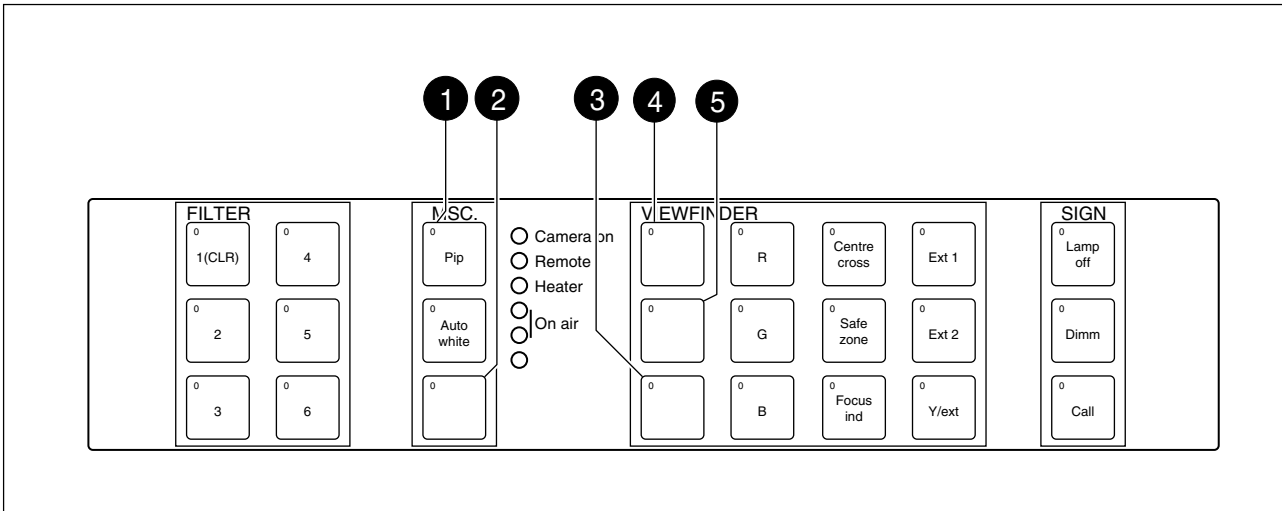 1 2 3 4 5
FILTER MSC. VIEWFINDER SIGN
0 1(CLR)
0 4
0 2
0 5
0 3
0 6
0 Pip
0 Auto
white
0
Camera on
Remote
Heater
On air
0
0
0
0 R
0 G
0 B
0 Centre
cross
0 Safe
zone
0 Focus
ind
0 Ext 1
0 Ext 2
0 Y/ext
0 Lamp
off
0 Dimm
0 Call